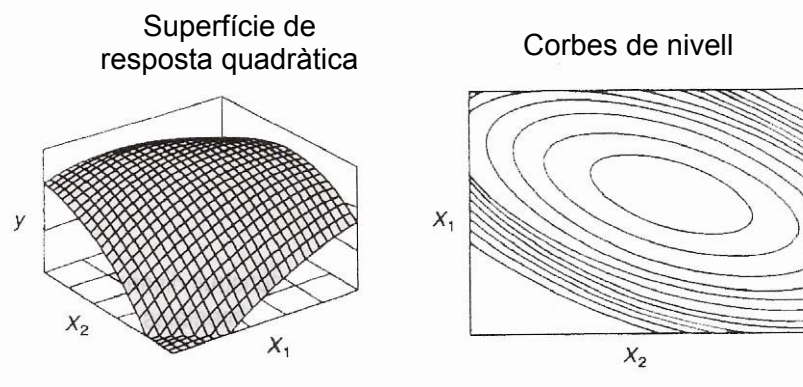 Superfície de
resposta quadràtica
y
X₂
X₁
Corbes de nivell
X₁
X₂